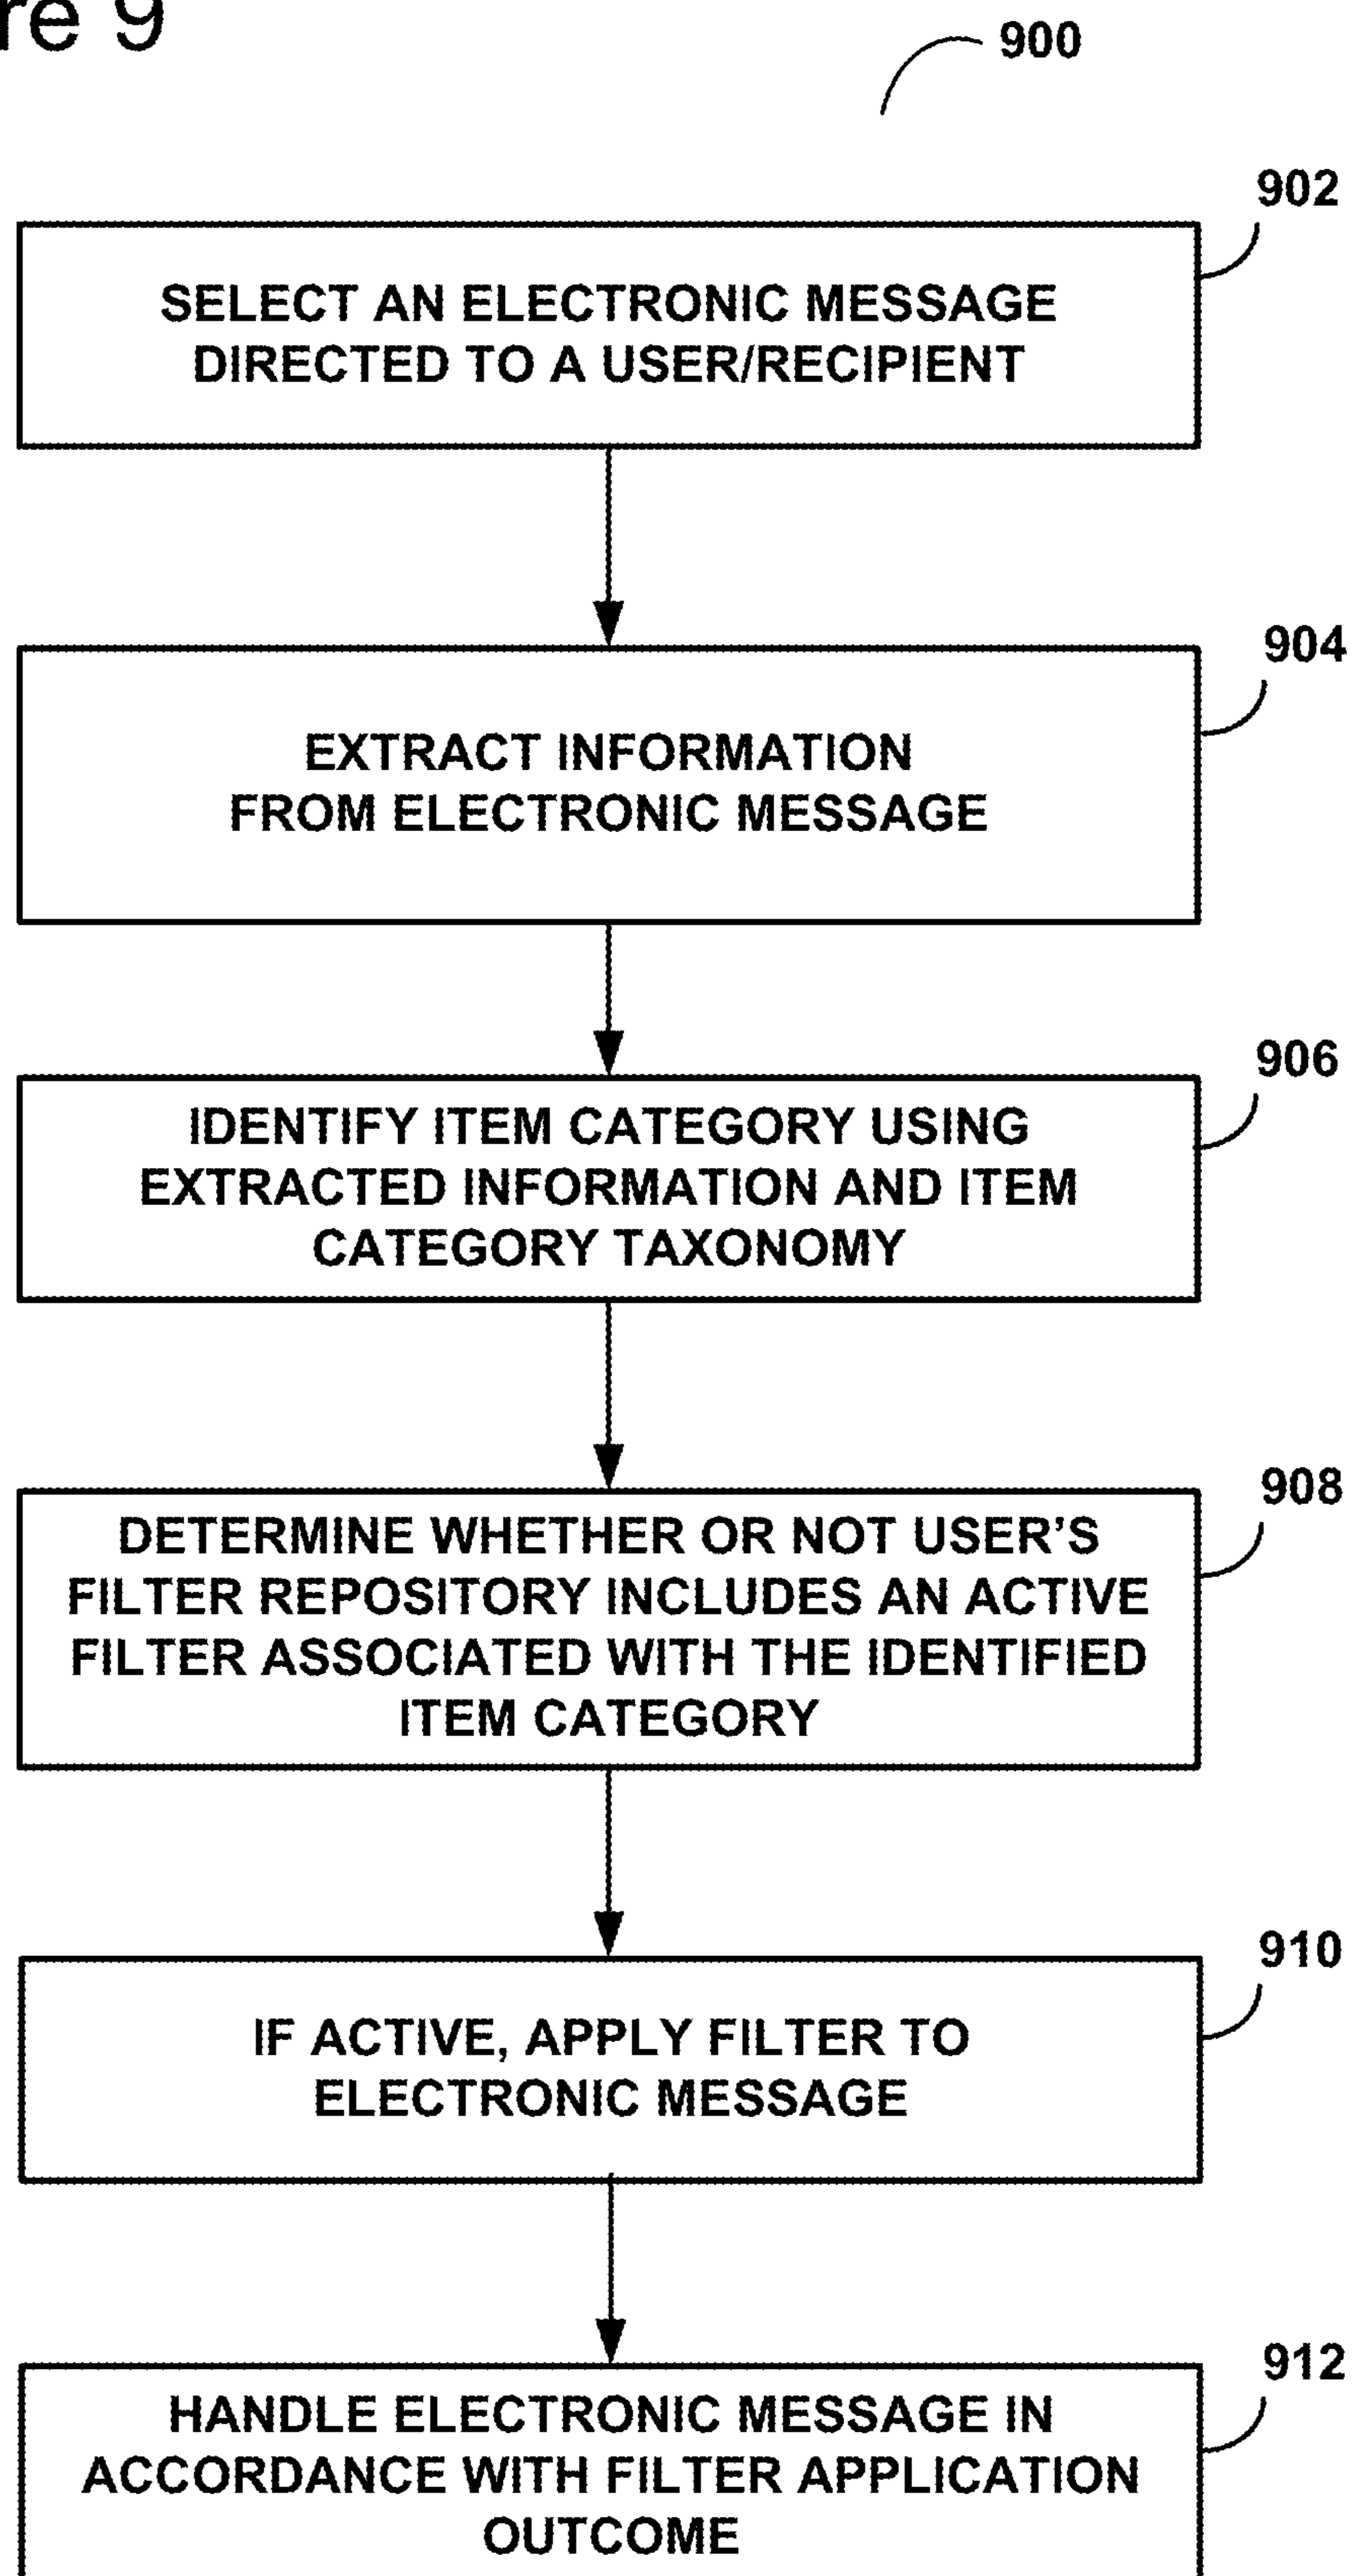 re 9
900
902
SELECT AN ELECTRONIC MESSAGE
DIRECTED TO A USER/RECIPIENT
904
EXTRACT INFORMATION
FROM ELECTRONIC MESSAGE
906
IDENTIFY ITEM CATEGORY USING
EXTRACTED INFORMATION AND ITEM
CATEGORY TAXONOMY
908
DETERMINE WHETHER OR NOT USER’S
FILTER REPOSITORY INCLUDES AN ACTIVE
FILTER ASSOCIATED WITH THE IDENTIFIED
ITEM CATEGORY
910
IF ACTIVE, APPLY FILTER TO
ELECTRONIC MESSAGE
912
HANDLE ELECTRONIC MESSAGE IN
ACCORDANCE WITH FILTER APPLICATION
OUTCOME